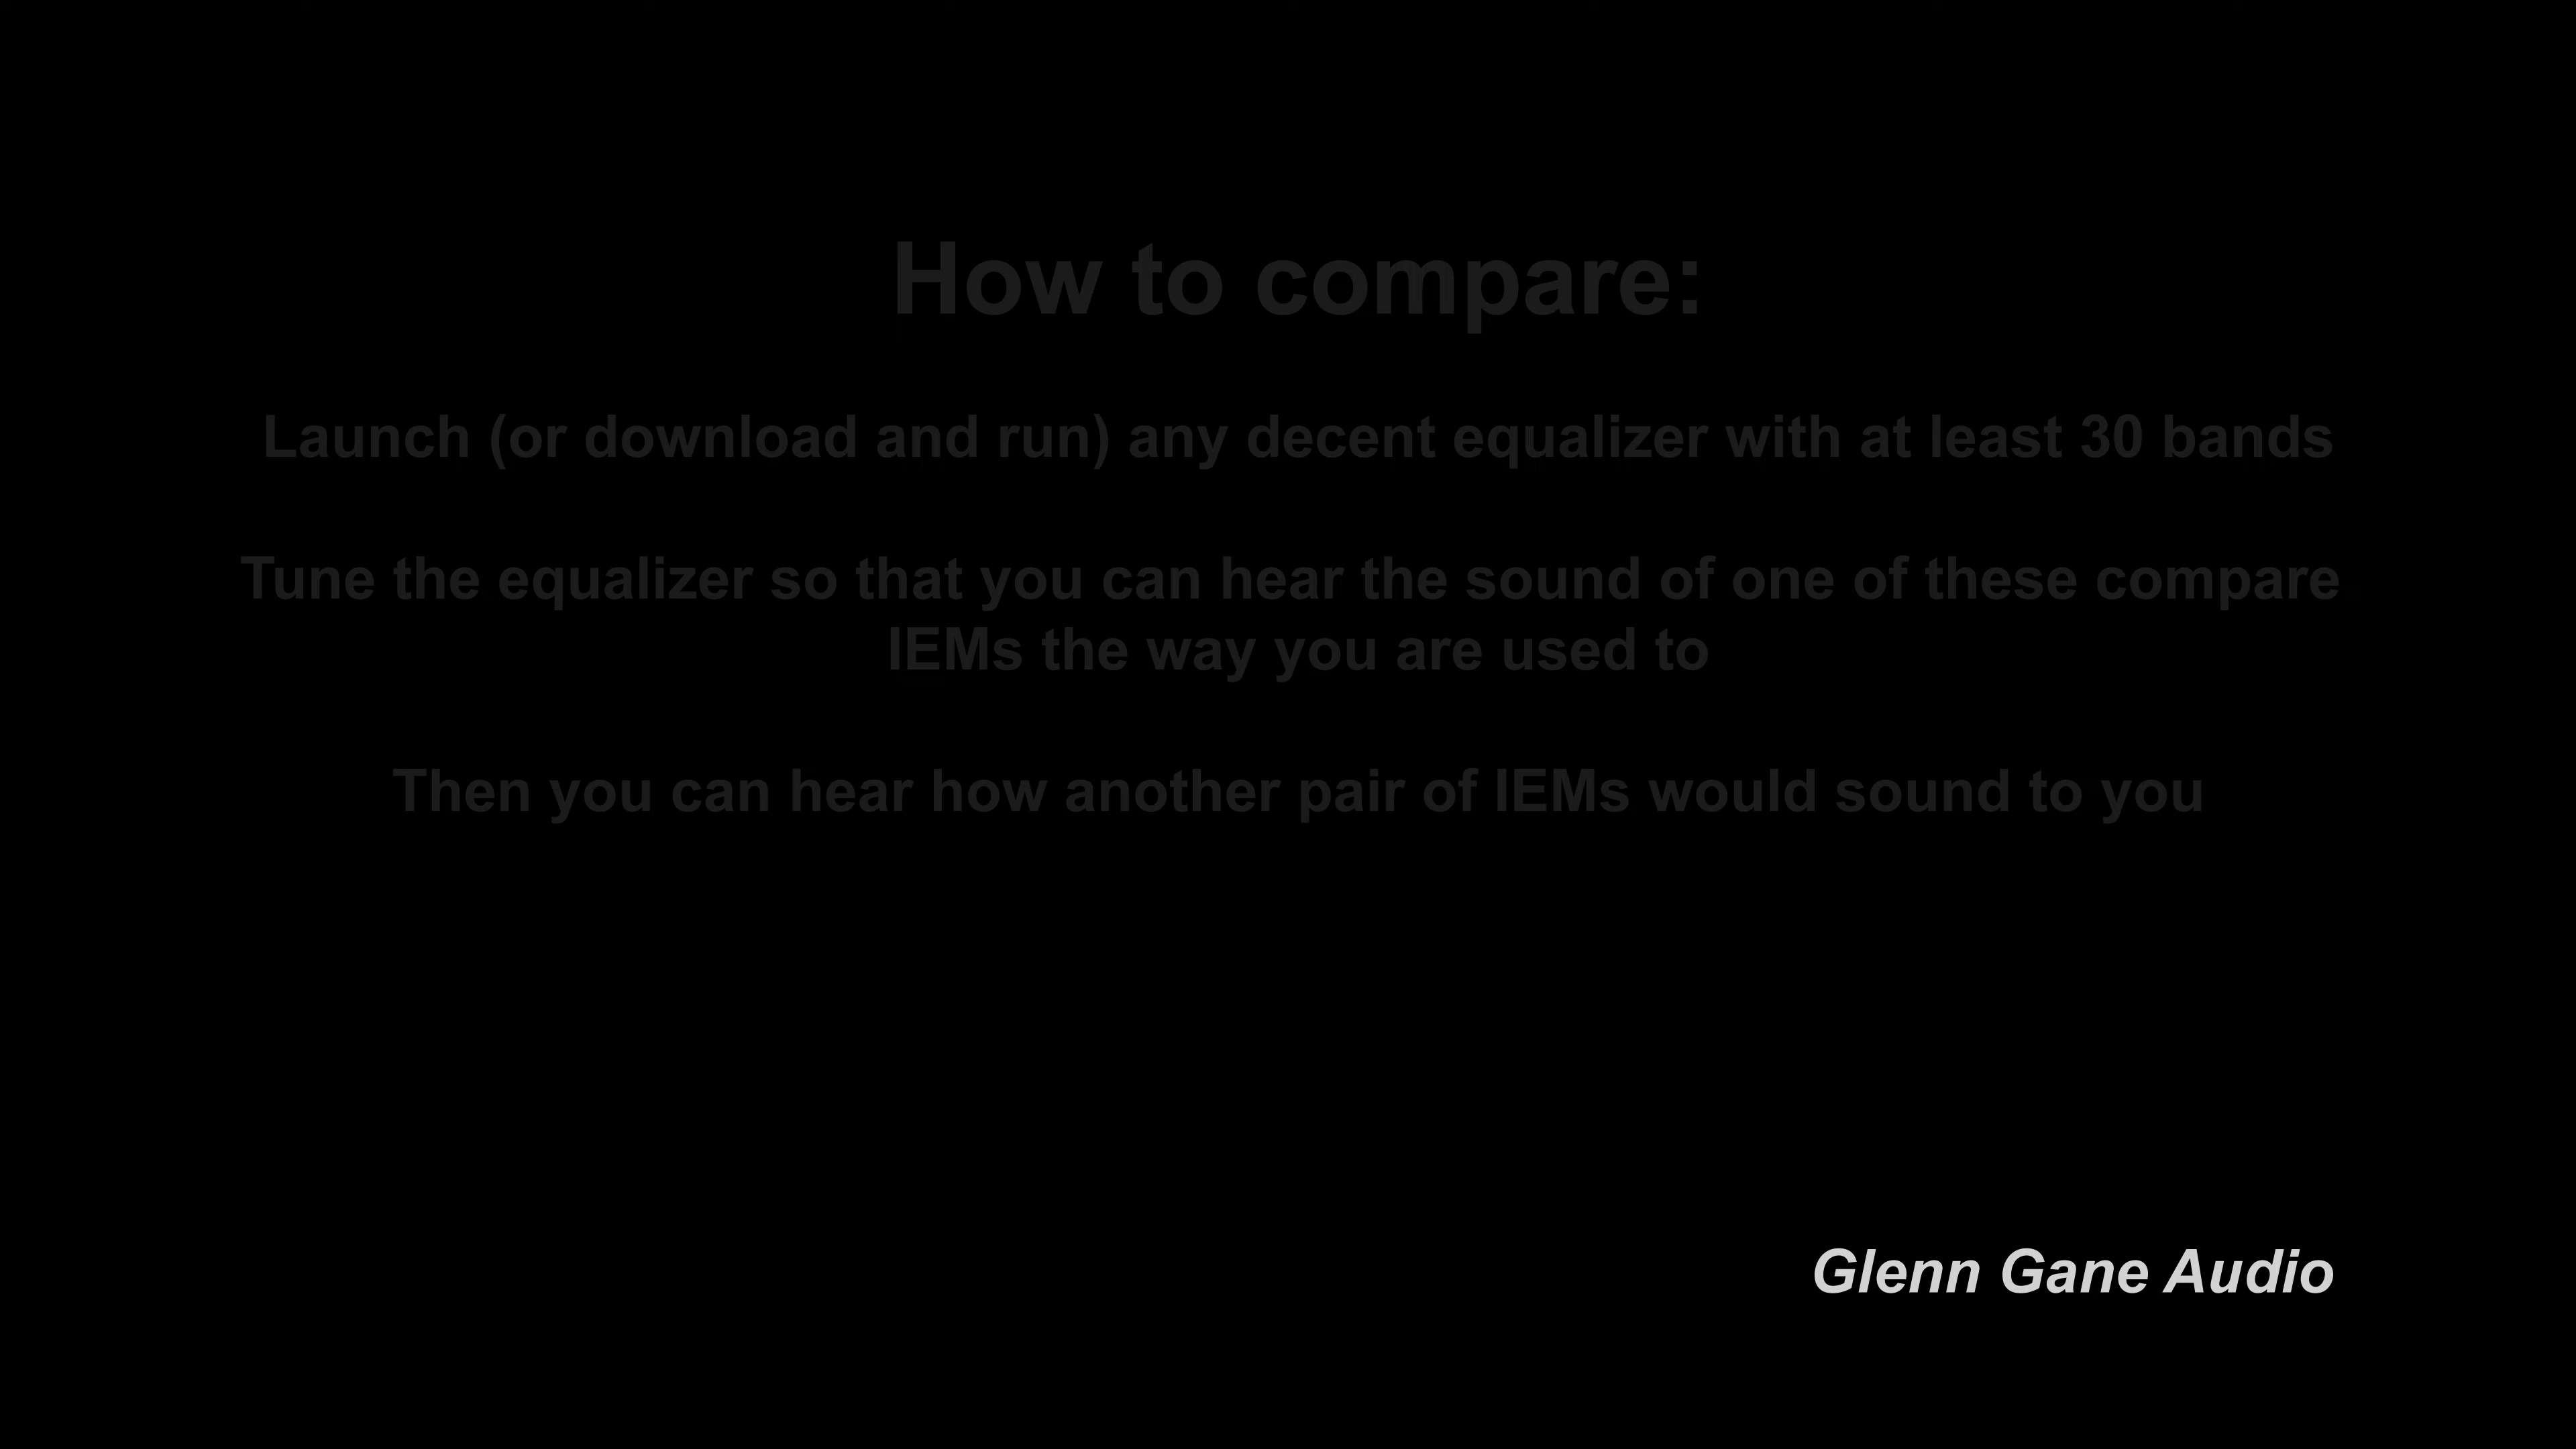 How to compare:
Launch (or download and run) any decent equalizer with at least 30 bands
Tune the equalizer so that you can hear the sound of one of these compare
IEMs the way you are used to
Then you can hear how another pair of IEMs would sound to you
Glenn Gane Audio